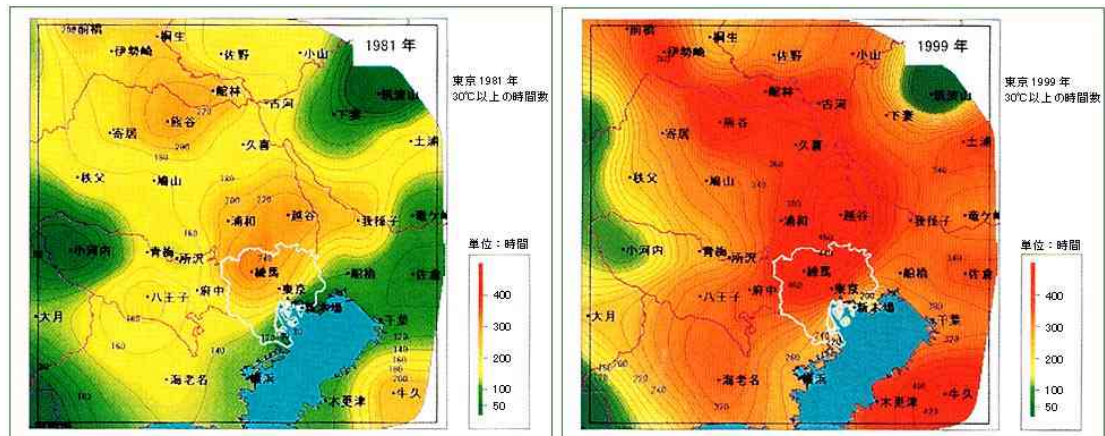 1981 年
東京1981 年
30℃以上の時間数
単位：時間
400
300
200
100
50
前橋
桐生
伊勢崎
佐野
小山
館林
古河
筑波山
熊谷
下妻
寄居
久喜
土浦
秩父
鳩山
浦和
越谷
我孫子
竜ケ
小河内
青梅
所沢
練馬
船橋
佐倉
八王子
府中
東京
新木場
大月
千葉
海老名
横浜
木更津
牛久
1999 年
東京1999 年
30℃以上の時間数
単位：時間
400
300
200
100
50
前橋
桐生
伊勢崎
佐野
小山
館林
古河
筑波山
熊谷
下妻
寄居
久喜
土浦
秩父
鳩山
浦和
越谷
我孫子
竜ケ
小河内
青梅
所沢
練馬
船橋
佐倉
八王子
府中
東京
新木場
大月
千葉
海老名
横浜
木更津
牛久